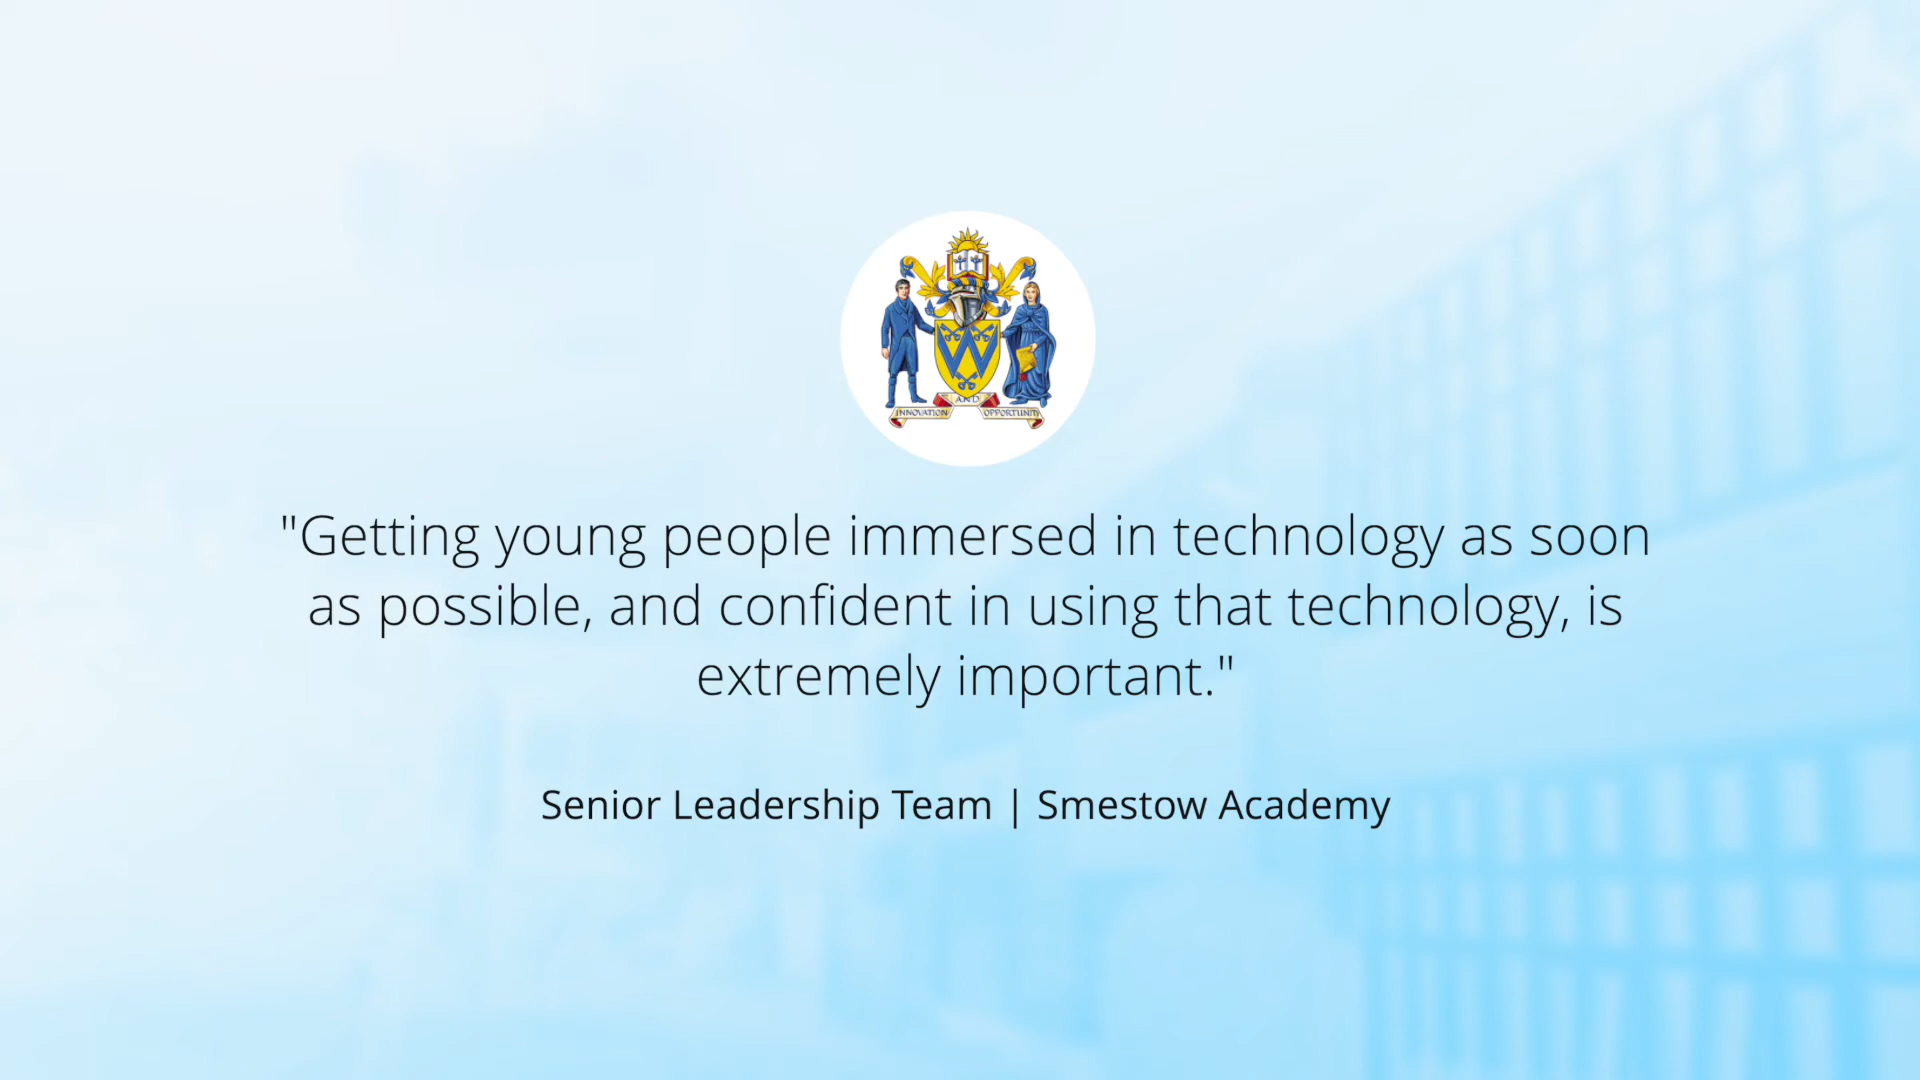 AND
INNOVATION OPPORTUNITY
"Getting young people immersed in technology as soon
as possible, and confident in using that technology, is
extremely important."
Senior Leadership Team | Smestow Academy